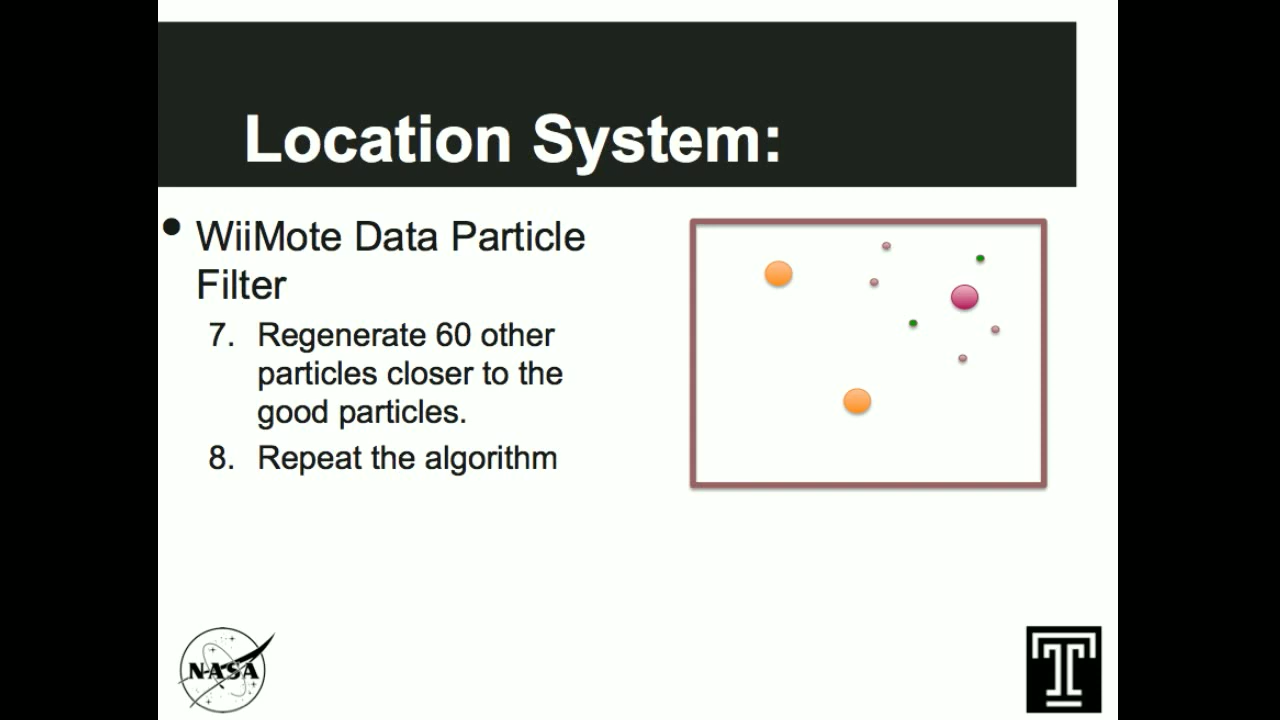 Location System:
• WiiMote Data Particle
Filter
7. Regenerate 60 other
particles closer to the
good particles.
8. Repeat the algorithm
NASA
T